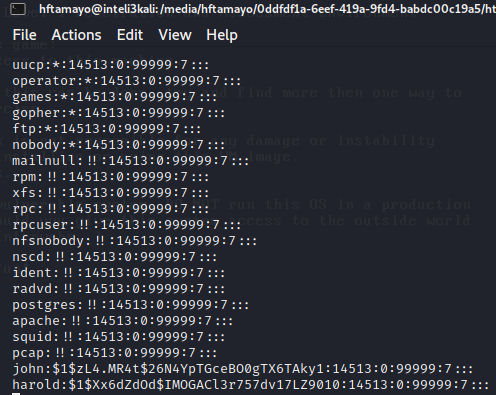 hftamayo@inteli3kali: /media/hftamayo/0ddfdf1a-6eef-419a-9fd4-babdc00c19a5/ht
File Actions Edit View Help
uucp:*:14513:0:99999:7:::
operator:*:14513:0:99999:7:::
games:*:14513:0:99999:7:::
gopher:*:14513:0:99999:7:::
ftp:*:14513:0:99999:7:::
nobody:*:14513:0:99999:7:::
mailnull:!!:14513:0:99999:7:::
rpm:!!:14513:0:99999:7:::
xfs:!!:14513:0:99999:7:::
rpc:!!:14513:0:99999:7:::
rpcuser:!!:14513:0:99999:7:::
nfsnobody:!!:14513:0:99999:7:::
nscd:!!:14513:0:99999:7:::
ident:!!:14513:0:99999:7:::
radvd:!!:14513:0:99999:7:::
postgres:!!:14513:0:99999:7:::
apache:!!:14513:0:99999:7:::
squid:!!:14513:0:99999:7:::
pcap:!!:14513:0:99999:7:::
john:$1$zL4.MR4t$26N4YpTGceBO0gTX6TAky1:14513:0:99999:7:::
harold:$1$Xx6dZdOd$IMOGACl3r757dv17LZ9010:14513:0:99999:7:::